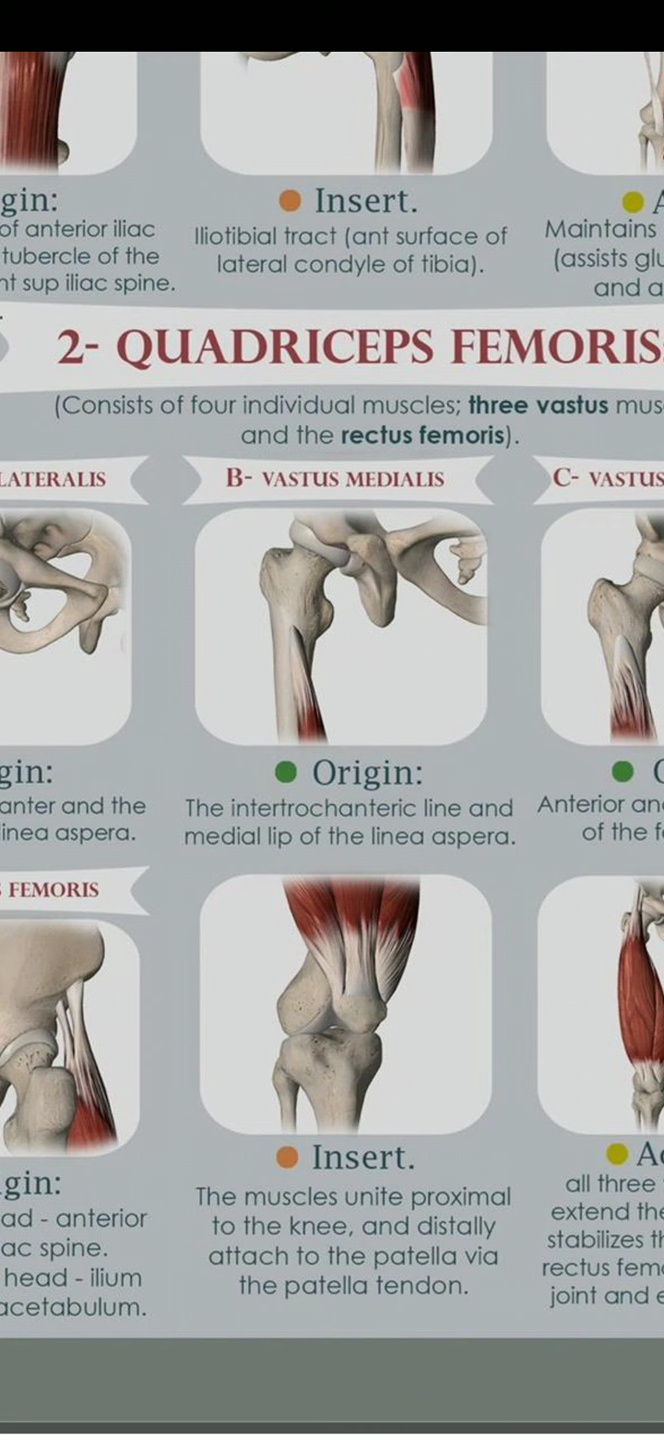 gin:
of anterior iliac
tubercle of the
nt sup iliac spine.
Insert.
Iliotibial tract (ant surface of
lateral condyle of tibia).
A
Maintains
(assists glu
and a
2- QUADRICEPS FEMORIS
(Consists of four individual muscles; three vastus mus
and the rectus femoris).
LATERALIS
B- VASTUS MEDIALIS
C- VASTUS
gin:
anter and the
linea aspera.
Origin:
The intertrochanteric line and
medial lip of the linea aspera.
O
Anterior an
of the f
S FEMORIS
gin:
ad - anterior
ac spine.
head - ilium
acetabulum.
Insert.
The muscles unite proximal
to the knee, and distally
attach to the patella via
the patella tendon.
Ac
all three
extend the
stabilizes th
rectus femo
joint and e